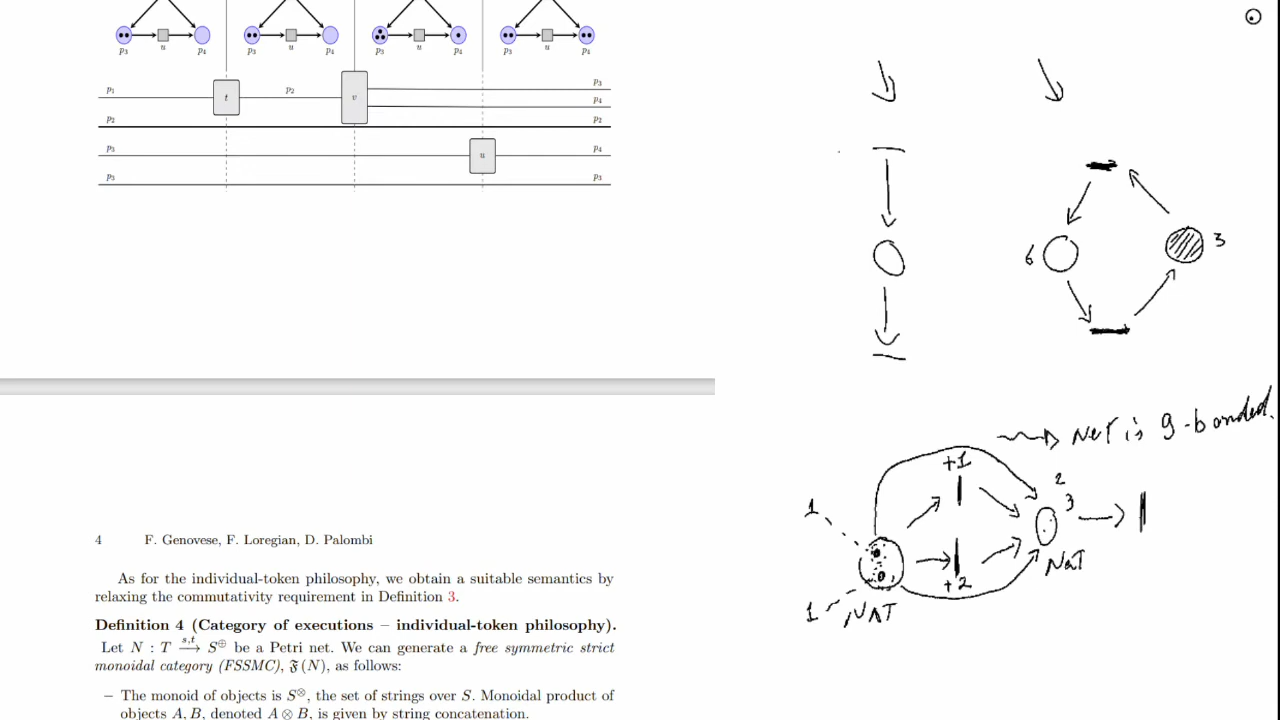 p3 u p4 p3 u p4 p3 u p4 p3 u p4
p1 t p2 v p3
p4
p2 p2
p3 u p4
p3 p3
4 F. Genovese, F. Loregian, D. Palombi
As for the individual-token philosophy, we obtain a suitable semantics by
relaxing the commutativity requirement in Definition 3.
Definition 4 (Category of executions – individual-token philosophy).
Let N : T s,t→ S⊕ be a Petri net. We can generate a free symmetric strict
monoidal category (FSSMC), 𝔉(N), as follows:
– The monoid of objects is S⊗, the set of strings over S. Monoidal product of
objects A, B, denoted A ⊗ B, is given by string concatenation.
6 3
Net is 9-bonded.
+1
2
3
1
NaT
+2
1 NAT